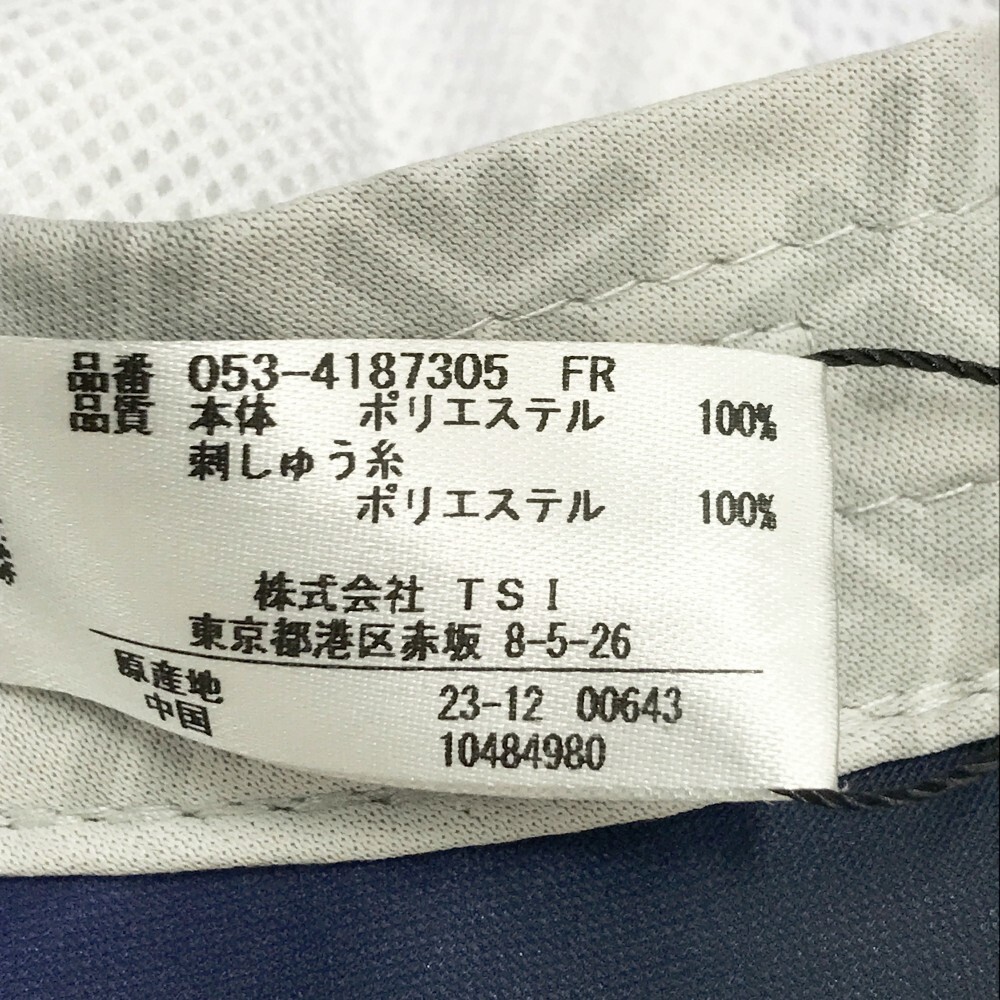 品番 053-4187305 FR
品質 本体 ポリエステル 100%
刺しゅう糸
ポリエステル 100%
株式会社 TSI
東京都港区赤坂 8-5-26
原産地
中国
23-12 00643
10484980